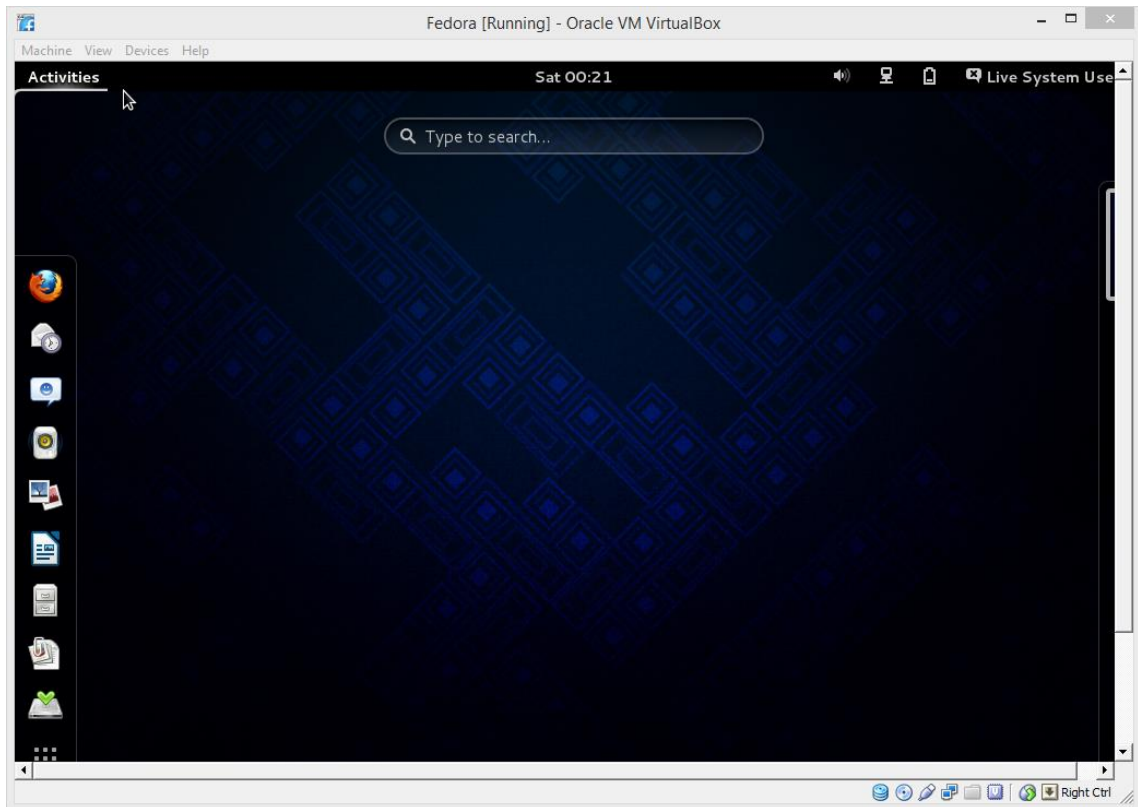 Fedora [Running] - Oracle VM VirtualBox
Machine View Devices Help
Activities Sat 00:21 Live System Use
Type to search...
Right Ctrl